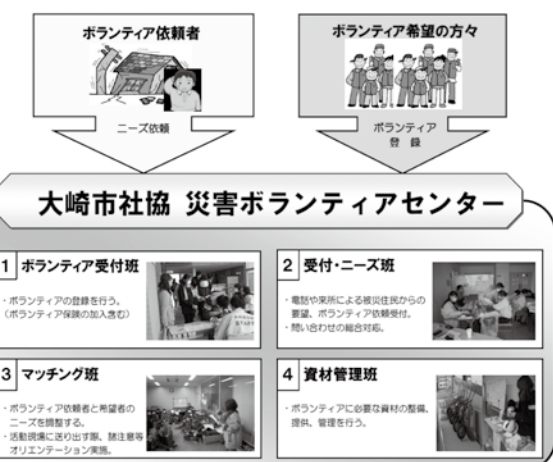 ボランティア依頼者
ニーズ依頼
ボランティア希望の方々
ボランティア
登 録
大崎市社協 災害ボランティアセンター
1 ボランティア受付班
・ボランティアの登録を行う。
（ボランティア保険の加入含む）
2 受付・ニーズ班
・電話や来所による被災住民からの
要望、ボランティア依頼受付。
・問い合わせの総合対応。
3 マッチング班
・ボランティア依頼者と希望者の
ニーズを調整する。
・活動現場に送り出す際、諸注意等
オリエンテーション実施。
4 資材管理班
・ボランティアに必要な資材の整備、
提供、管理を行う。